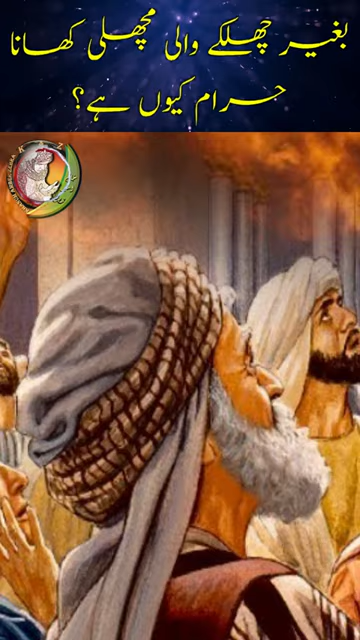 بغیر چھلکے والی مچھلی کھانا
حرام کیوں ہے؟